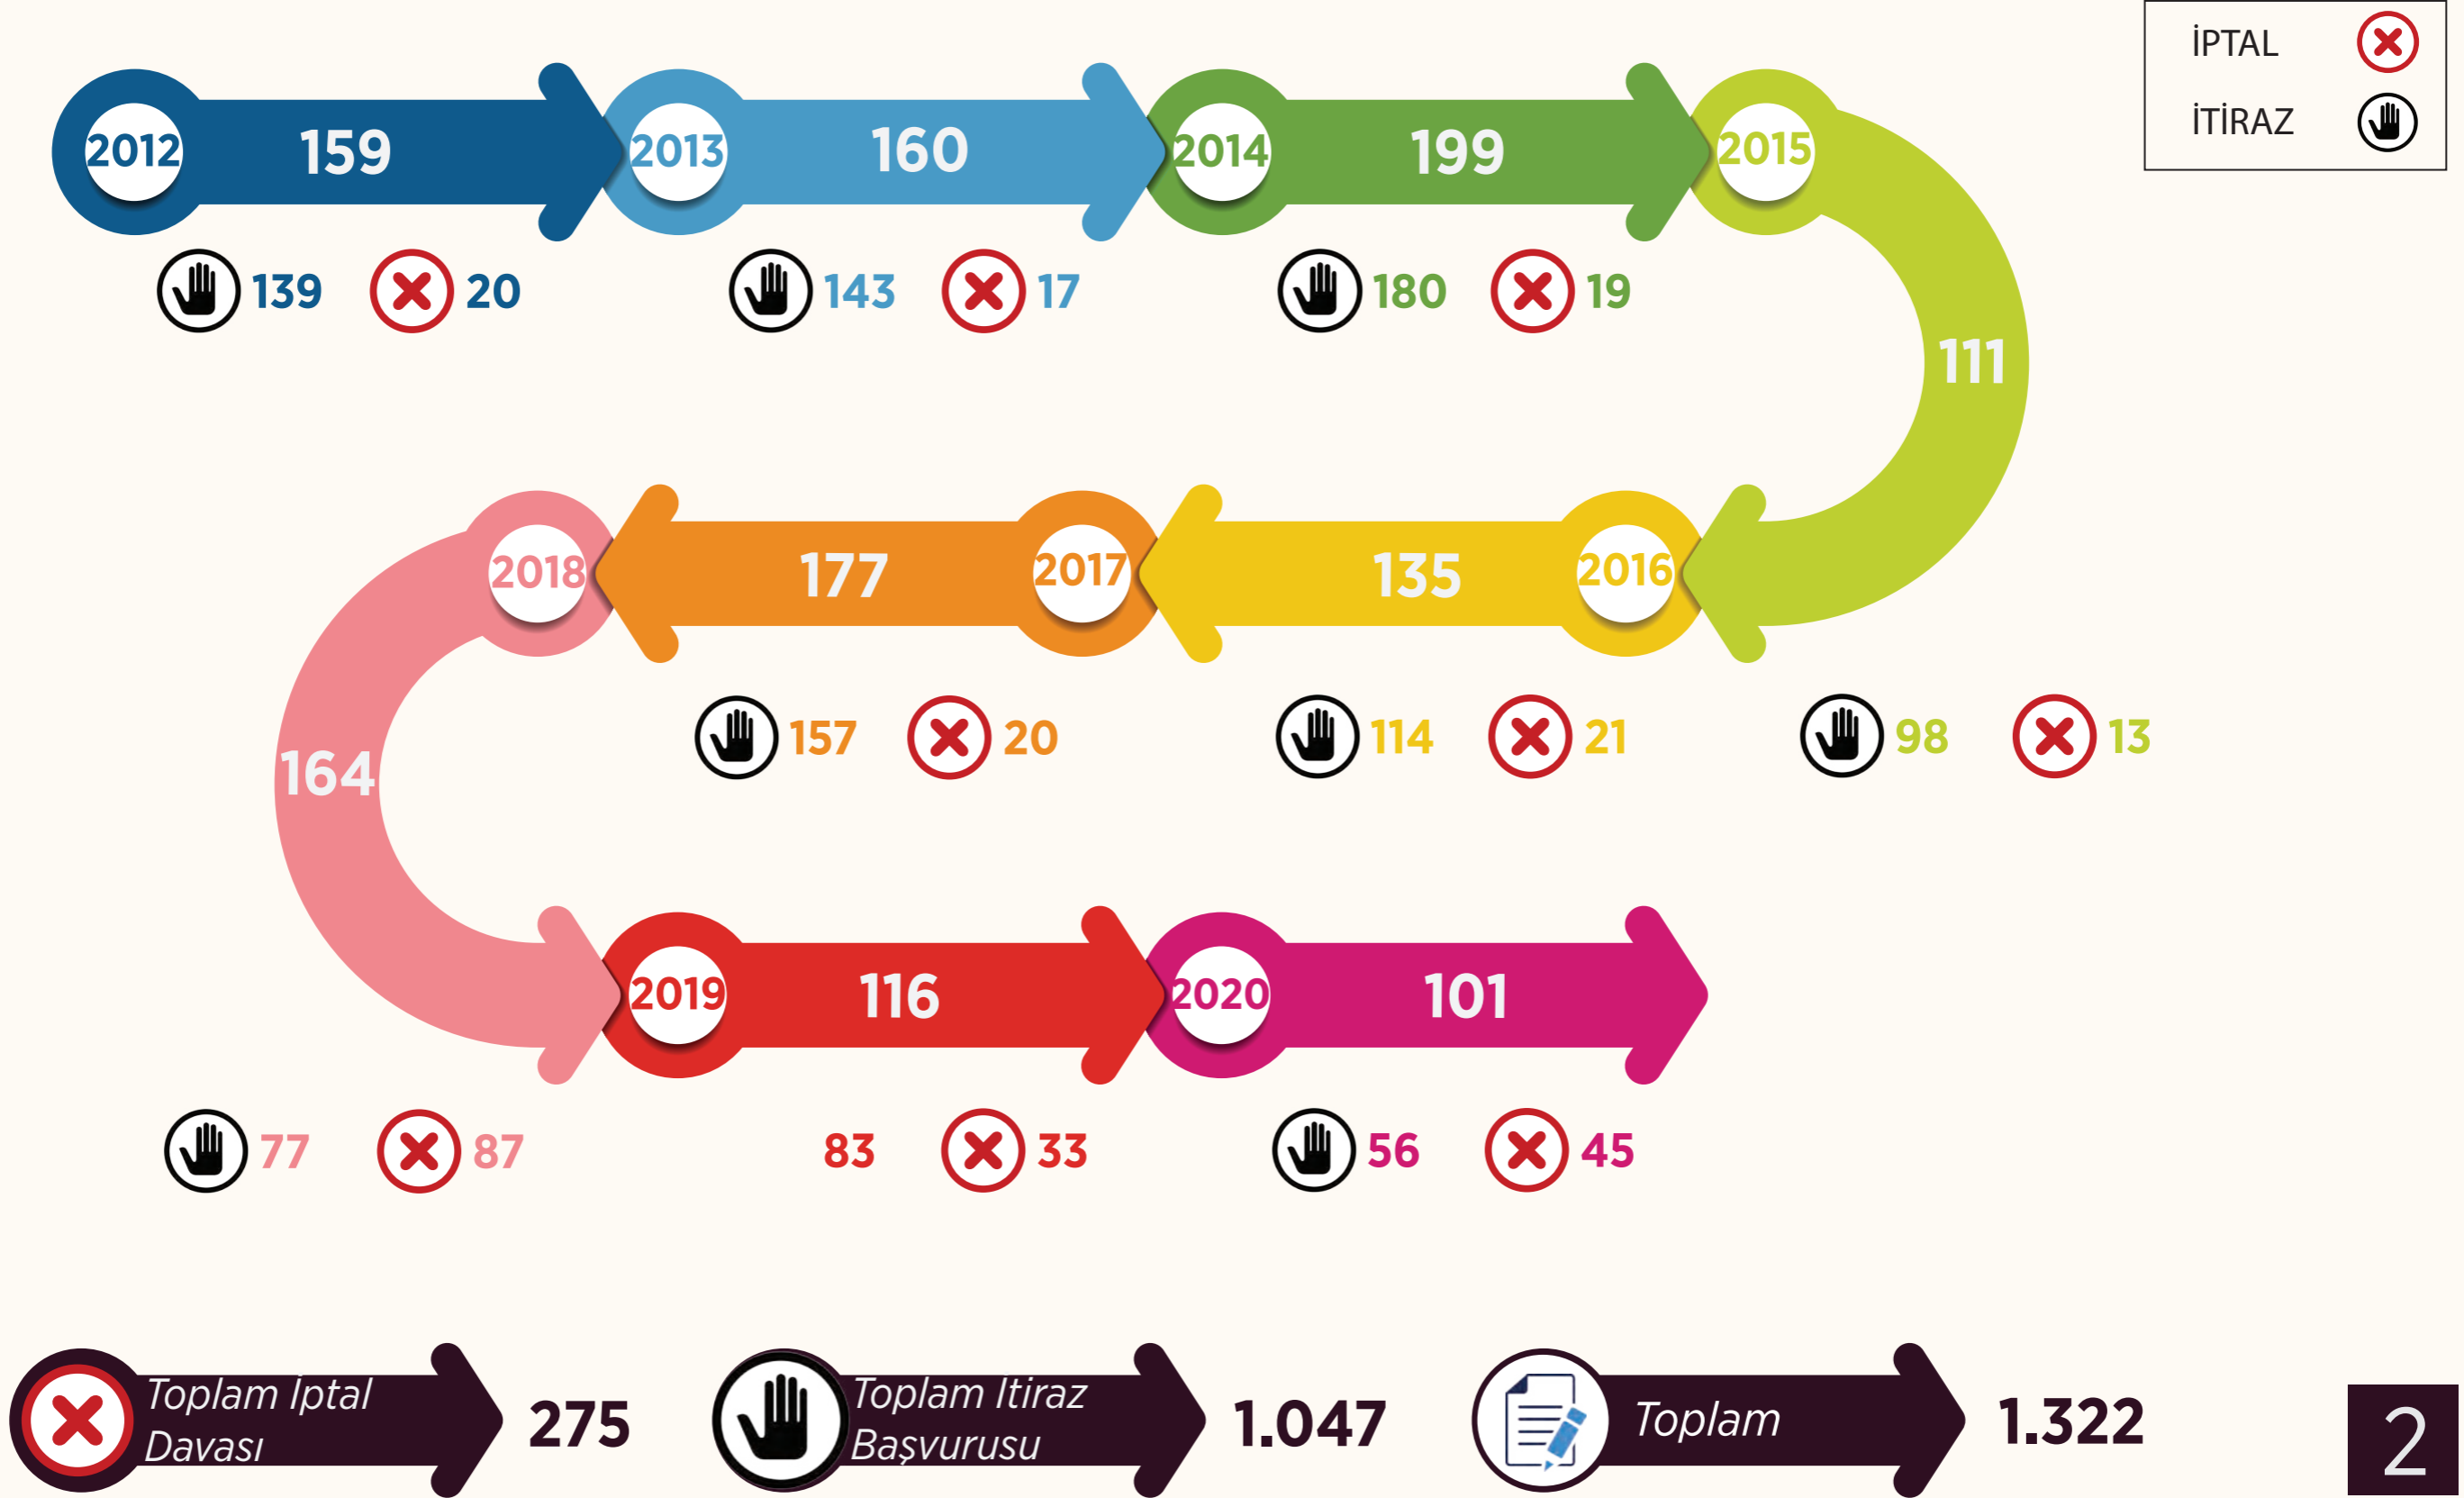 İPTAL
İTİRAZ
2012 159 2013 160 2014 199 2015
139 20 143 17 180 19
111
2018 177 2017 135 2016
157 20 114 21 98 13
164
2019 116 2020 101
77 87 83 33 56 45
Toplam İptal
Davası
275
Toplam Itiraz
Başvurusu
1.047
Toplam
1.322
2